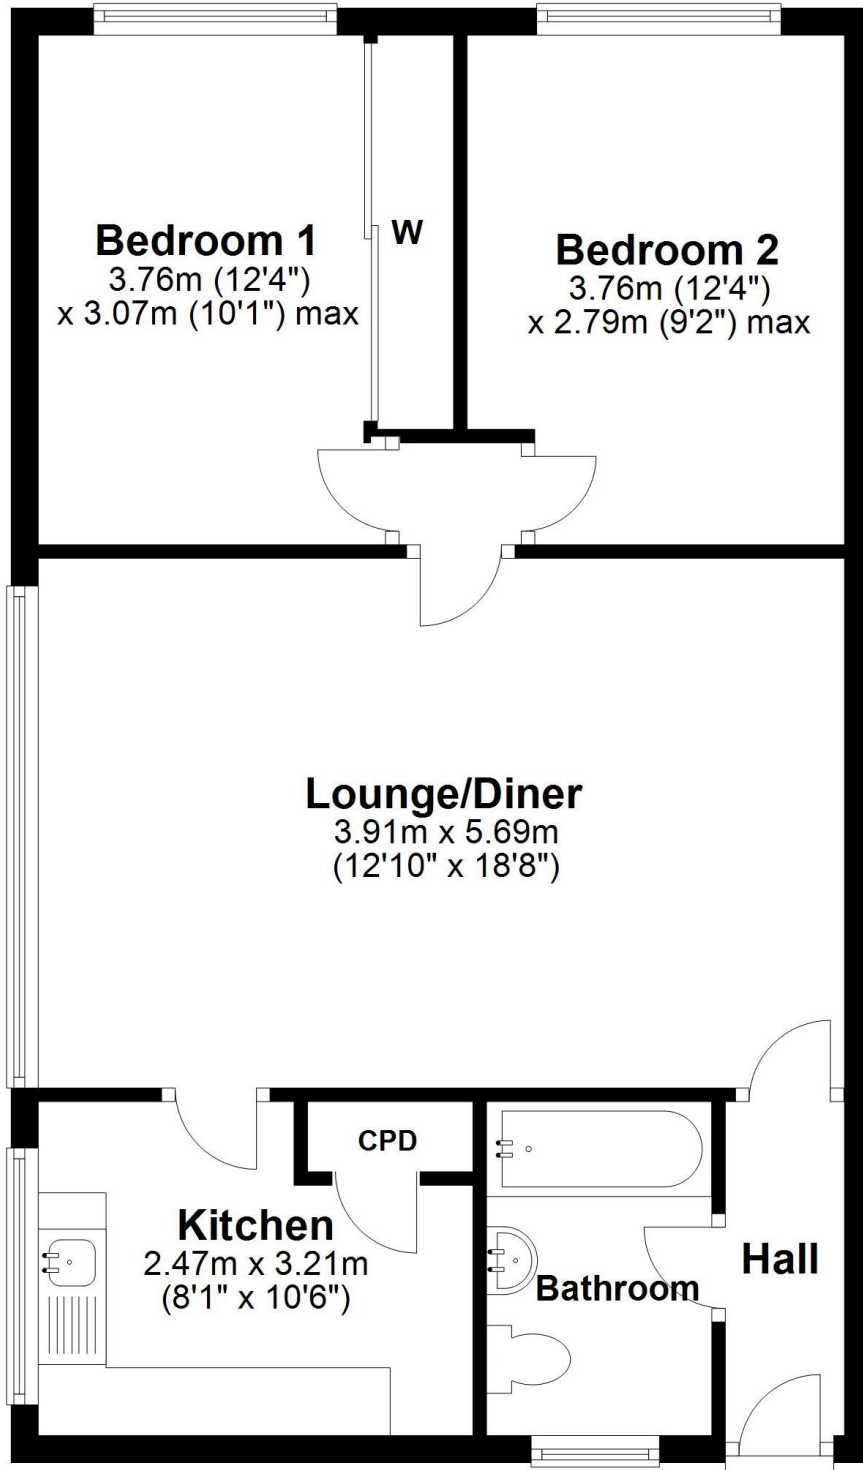 Bedroom 1
3.76m (12'4")
x 3.07m (10'1") max
W
Bedroom 2
3.76m (12'4")
x 2.79m (9'2") max
Lounge/Diner
3.91m x 5.69m
(12'10" x 18'8")
CPD
Kitchen
2.47m x 3.21m
(8'1" x 10'6")
Bathroom
Hall